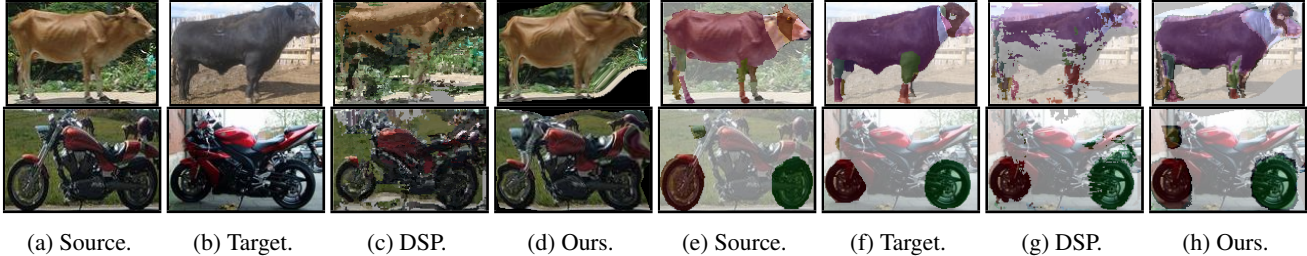 (a) Source. (b) Target. (c) DSP. (d) Ours. (e) Source. (f) Target. (g) DSP. (h) Ours.